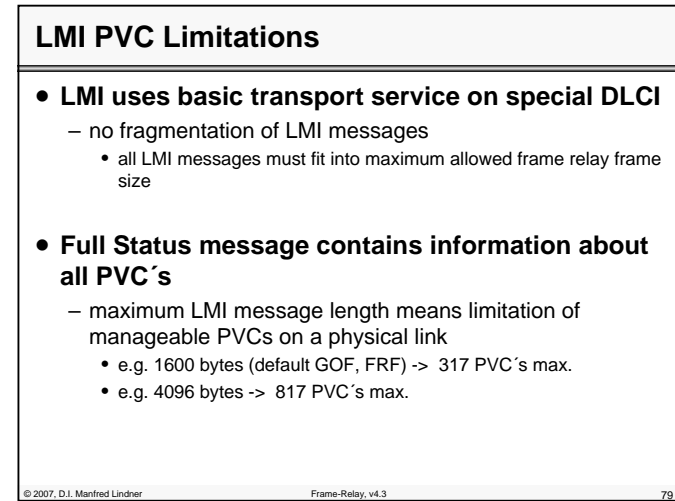 LMI PVC Limitations
• LMI uses basic transport service on special DLCI
– no fragmentation of LMI messages
• all LMI messages must fit into maximum allowed frame relay frame
size
• Full Status message contains information about
all PVC´s
– maximum LMI message length means limitation of
manageable PVCs on a physical link
• e.g. 1600 bytes (default GOF, FRF) -> 317 PVC´s max.
• e.g. 4096 bytes -> 817 PVC´s max.
© 2007, D.I. Manfred Lindner Frame-Relay, v4.3 79